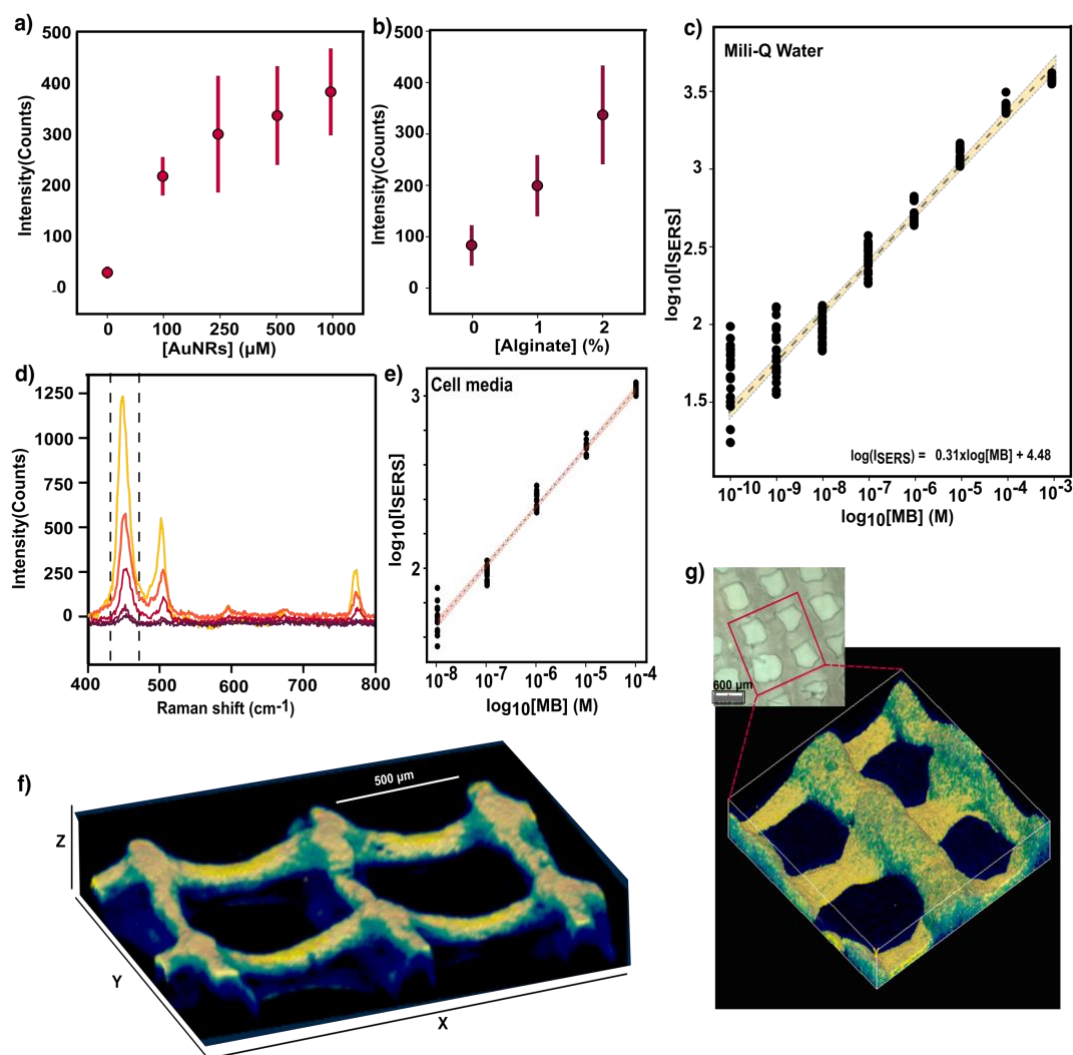 a)
500
400
300
200
100
0
Intensity(Counts)
0 100 250 500 1000
[AuNRs] (µM)
b)
500
400
300
200
100
0
Intensity(Counts)
0 1 2
[Alginate] (%)
c)
Mili-Q Water
3.5
3
2.5
2
1.5
log10[ISERS]
log(ISERS) = 0.31xlog[MB] + 4.48
10-10 10-9 10-8 10-7 10-6 10-5 10-4 10-3
log10[MB] (M)
d)
1250
1000
750
500
250
0
Intensity(Counts)
400 500 600 700 800
Raman shift (cm-1)
e)
Cell media
3
2
log10[ISERS]
10-8 10-7 10-6 10-5 10-4
log10[MB] (M)
g)
600 µm
f)
500 µm
Z
Y
X